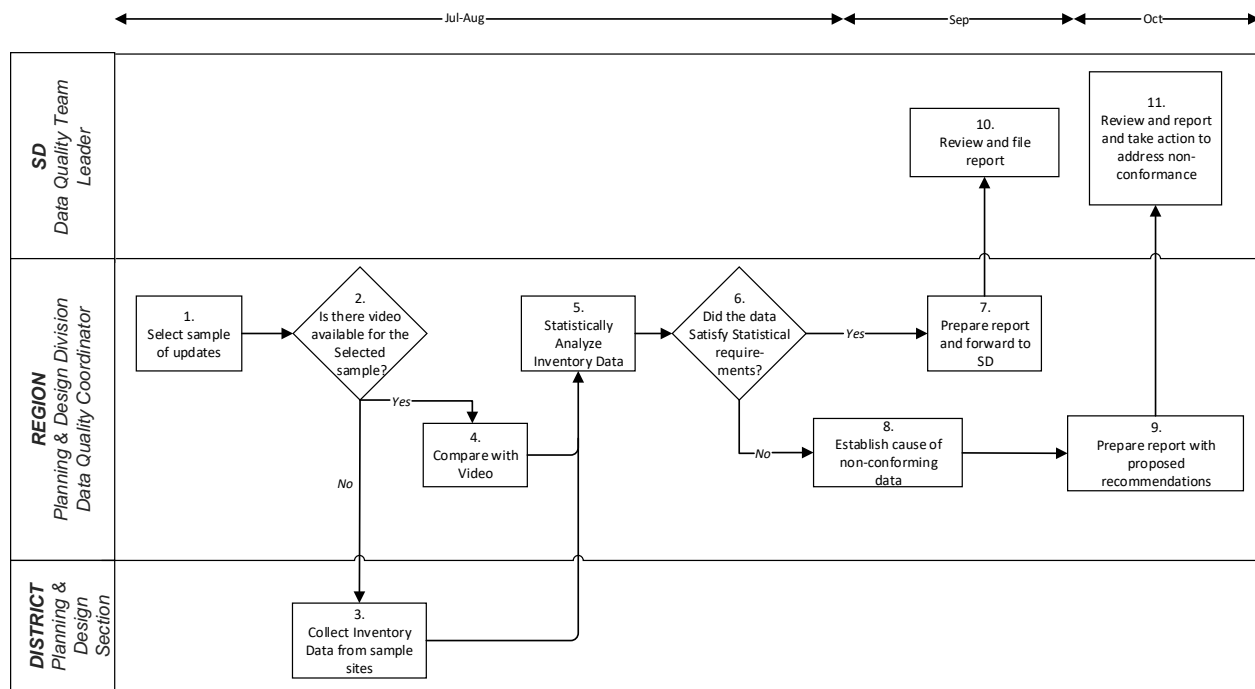 Jul-Aug
Sep
Oct
SD
Data Quality Team
Leader
10.
Review and file
report
11.
Review and report
and take action to
address non-
conformance
REGION
Planning & Design Division
Data Quality Coordinator
1.
Select sample
of updates
2.
Is there video
available for the
Selected
sample?
Yes
No
4.
Compare with
Video
5.
Statistically
Analyze
Inventory Data
6.
Did the data
Satisfy Statistical
require-
ments?
Yes
No
7.
Prepare report
and forward to
SD
8.
Establish cause of
non-conforming
data
9.
Prepare report with
proposed
recommendations
DISTRICT
Planning &
Design
Section
3.
Collect Inventory
Data from sample
sites